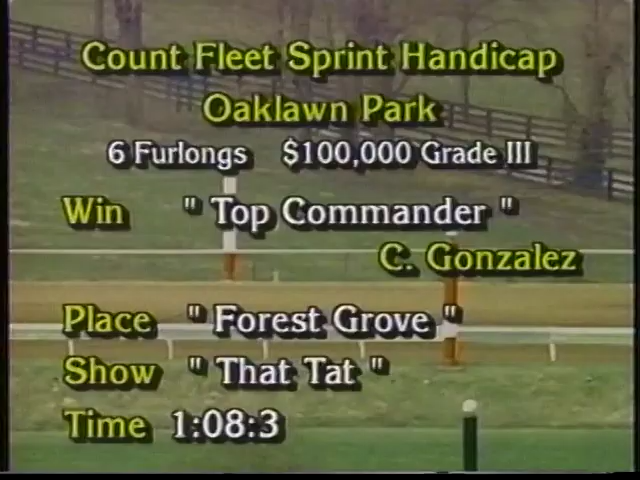 Count Fleet Sprint Handicap
Oaklawn Park
6 Furlongs $100,000 Grade III
Win " Top Commander "
C. Gonzalez
Place " Forest Grove "
Show " That Tat "
Time 1:08:3